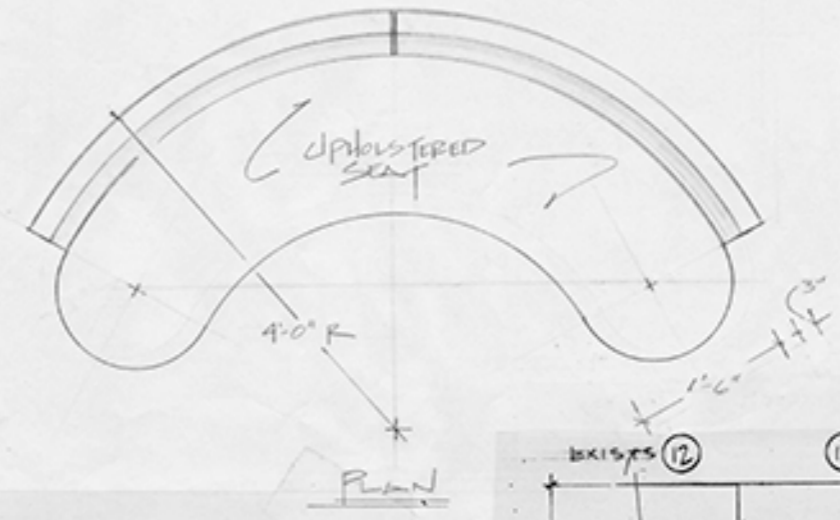 UPHOLSTERED
SEAT
4'-0" R
3"
1'-6"
PLAN
EXISTS 12